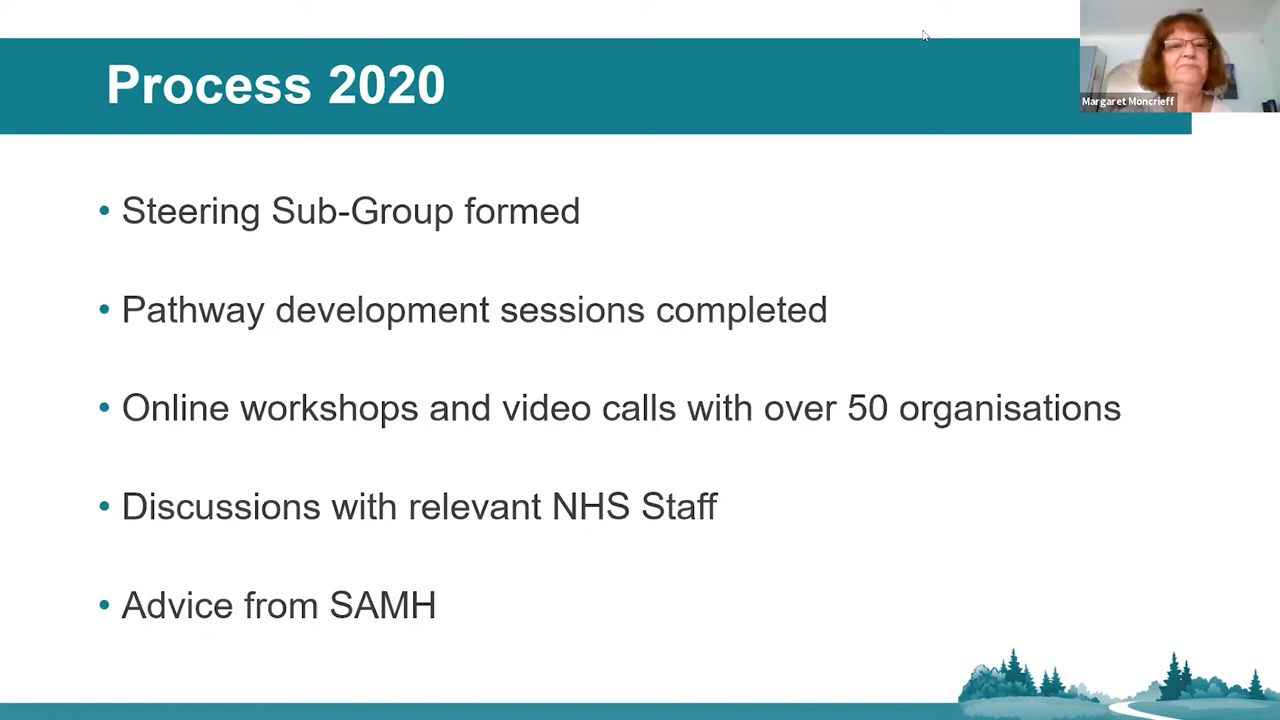 Process 2020
Margaret Moncrieff
• Steering Sub-Group formed
• Pathway development sessions completed
• Online workshops and video calls with over 50 organisations
• Discussions with relevant NHS Staff
• Advice from SAMH